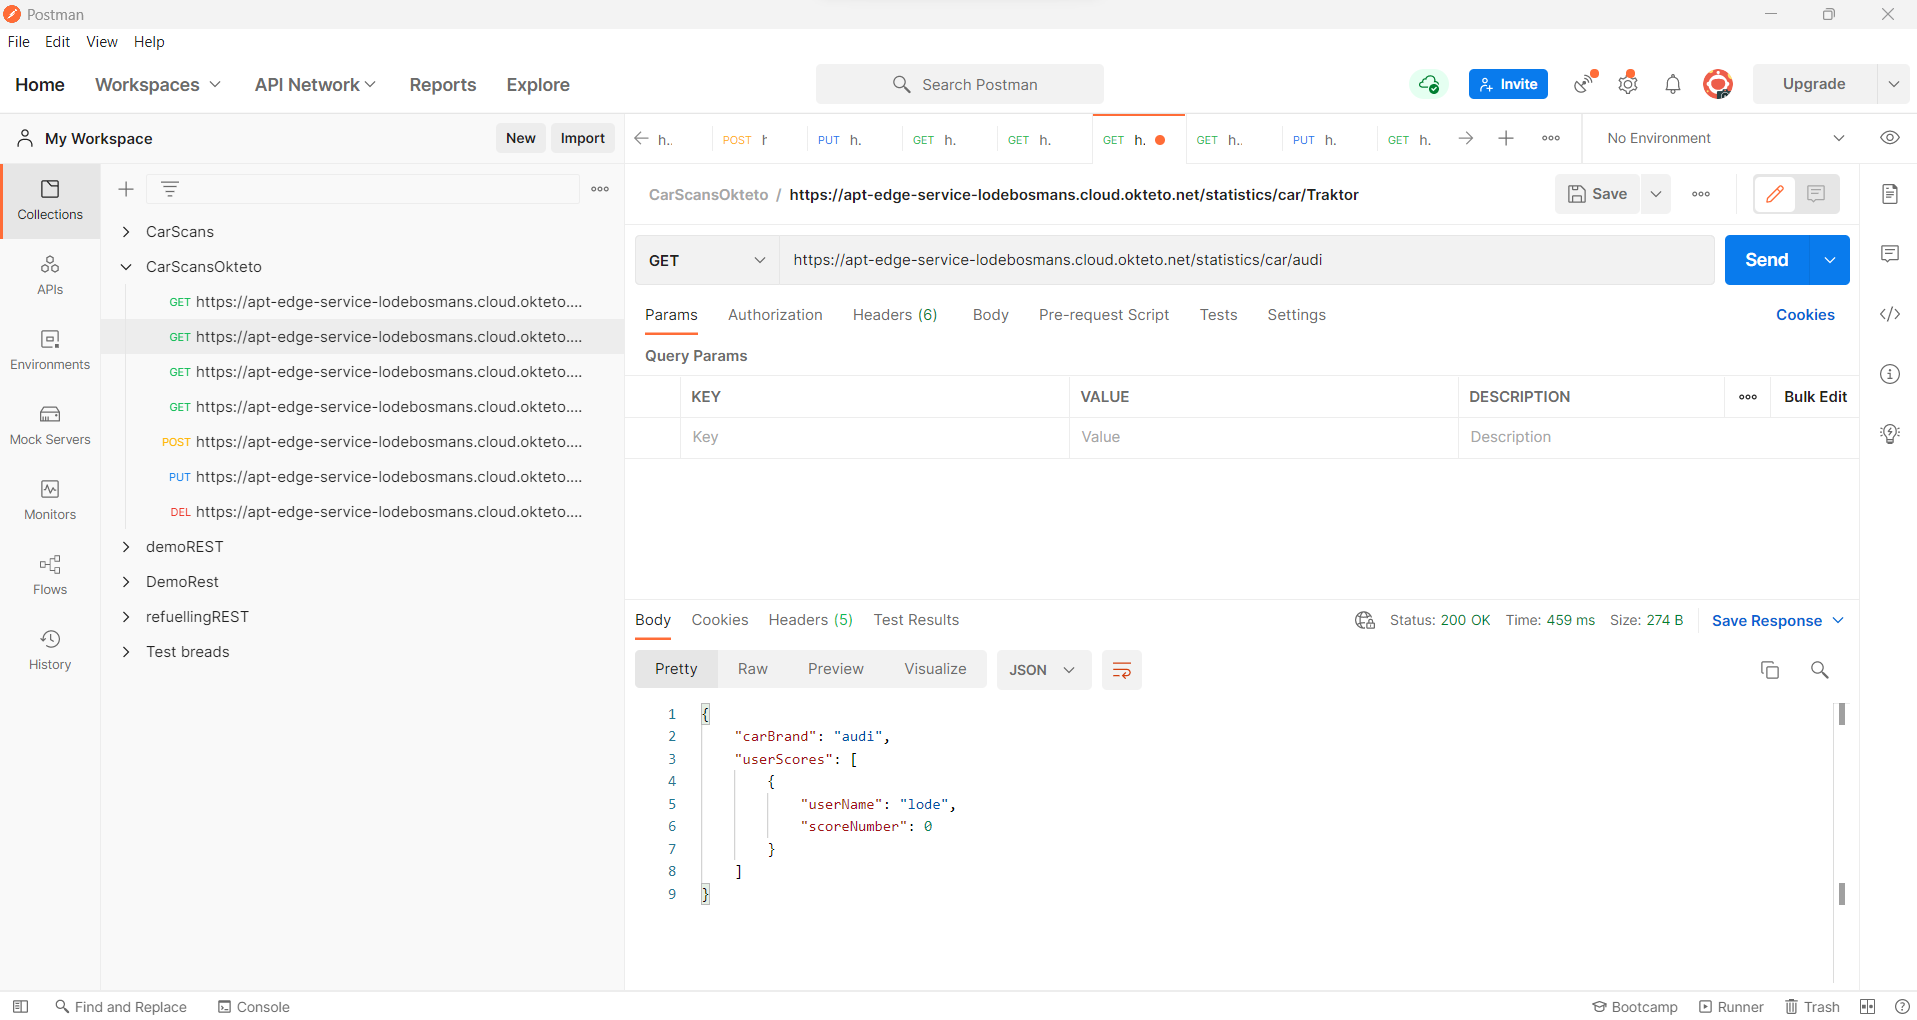 Postman
File Edit View Help
Home Workspaces API Network Reports Explore Search Postman Invite Upgrade
My Workspace New Import h.. POST h PUT h. GET h. GET h. GET h. GET h.. PUT h. GET h. No Environment
CarScansOkteto / https://apt-edge-service-lodebosmans.cloud.okteto.net/statistics/car/Traktor Save
GET https://apt-edge-service-lodebosmans.cloud.okteto.net/statistics/car/audi Send
Params Authorization Headers (6) Body Pre-request Script Tests Settings Cookies
Query Params
KEY VALUE DESCRIPTION Bulk Edit
Key Value Description
Collections
APIs
Environments
Mock Servers
Monitors
Flows
History
CarScans
CarScansOkteto
GET https://apt-edge-service-lodebosmans.cloud.okteto....
GET https://apt-edge-service-lodebosmans.cloud.okteto....
GET https://apt-edge-service-lodebosmans.cloud.okteto....
GET https://apt-edge-service-lodebosmans.cloud.okteto....
POST https://apt-edge-service-lodebosmans.cloud.okteto....
PUT https://apt-edge-service-lodebosmans.cloud.okteto....
DEL https://apt-edge-service-lodebosmans.cloud.okteto....
demoREST
DemoRest
refuellingREST
Test breads
Body Cookies Headers (5) Test Results Status: 200 OK Time: 459 ms Size: 274 B Save Response
Pretty Raw Preview Visualize JSON
1 {
2 "carBrand": "audi",
3 "userScores": [
4 {
5 "userName": "lode",
6 "scoreNumber": 0
7 }
8 ]
9 }
Find and Replace Console Bootcamp Runner Trash